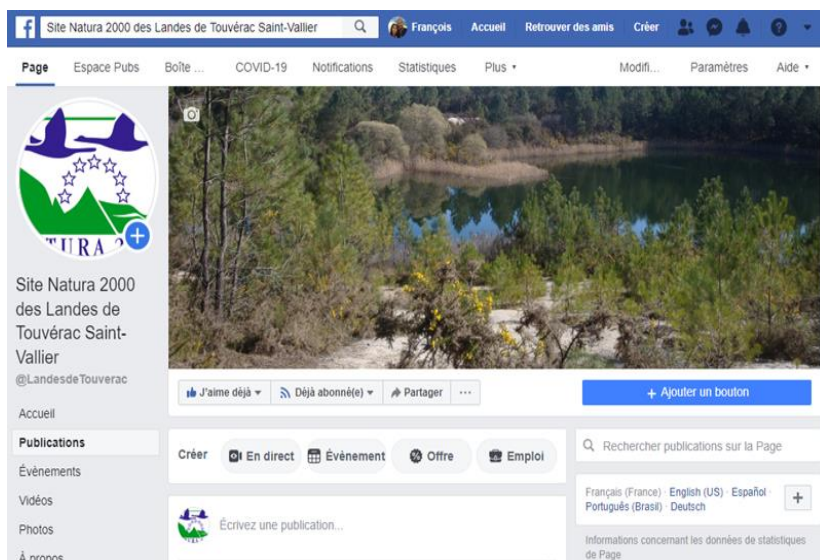 Site Natura 2000 des Landes de Touvérac Saint-Vallier
François Accueil Retrouver des amis Créer
Page Espace Pubs Boîte ... COVID-19 Notifications Statistiques Plus Modifi... Paramètres Aide
TURA 2
Site Natura 2000
des Landes de
Touvérac Saint-
Vallier
@LandesdeTouverac
Accueil
Publications
Évènements
Vidéos
Photos
À propos
J'aime déjà Déjà abonné(e) Partager ...
+ Ajouter un bouton
Créer En direct Évènement Offre Emploi
Écrivez une publication...
Rechercher publications sur la Page
Français (France) · English (US) · Español ·
Português (Brasil) · Deutsch
+
Informations concernant les données de statistiques
de Page